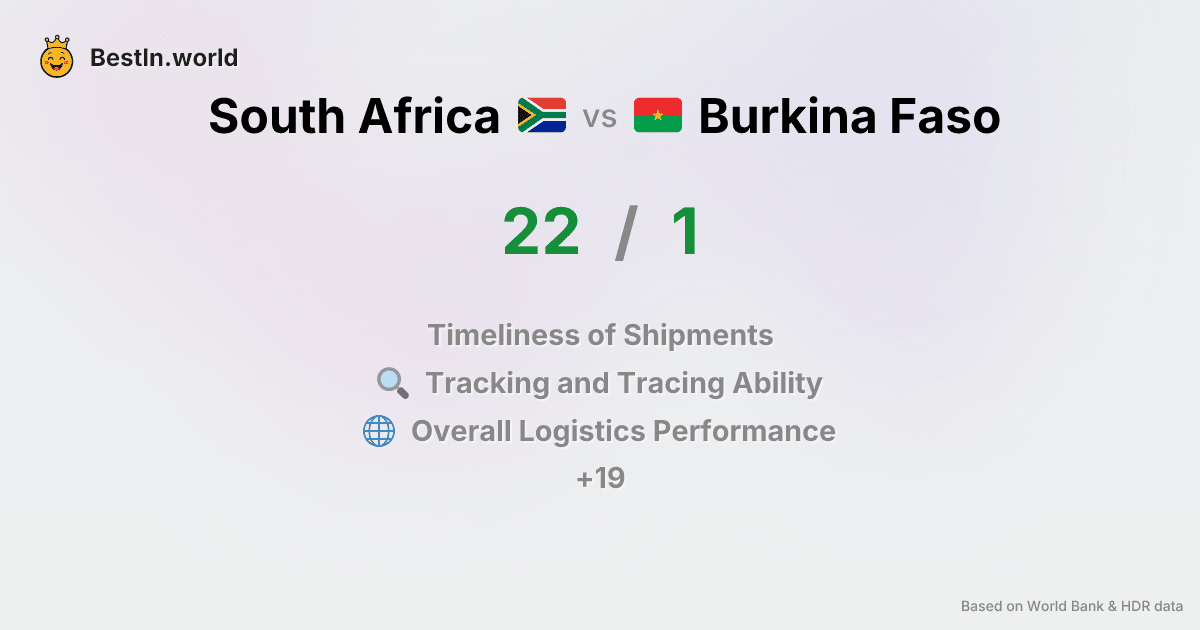 BestIn.world
South Africa vs Burkina Faso
22 / 1
Timeliness of Shipments
Tracking and Tracing Ability
Overall Logistics Performance
+19
Based on World Bank & HDR data